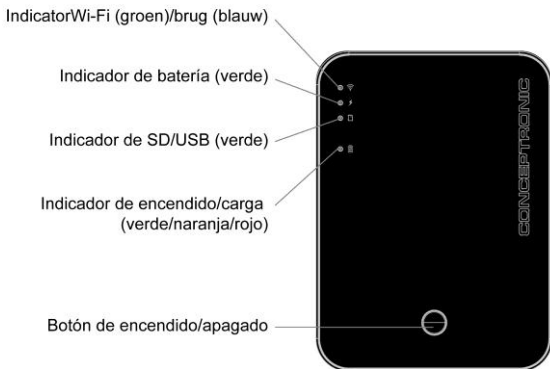 IndicatorWi-Fi (groen)/brug (blauw)
Indicador de batería (verde)
Indicador de SD/USB (verde)
Indicador de encendido/carga
(verde/naranja/rojo)
Botón de encendido/apagado
CONCEPTRONIC